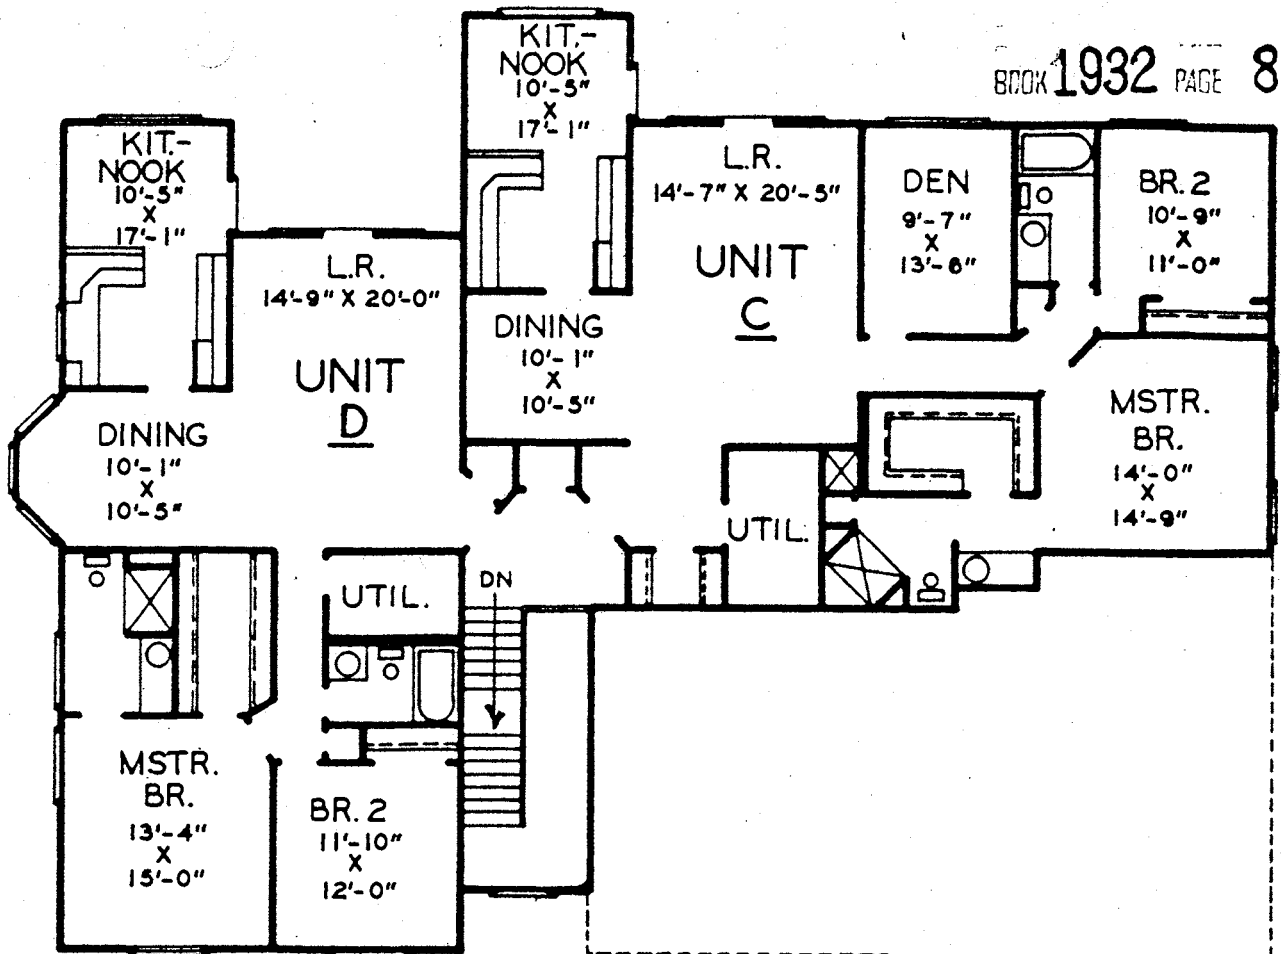 BOOK 1932 PAGE 8
KIT.-
NOOK
10'-5"
X
17'-1"
KIT.-
NOOK
10'-5"
X
17'-1"
L.R.
14'-9" X 20'-0"
UNIT
D
DINING
10'-1"
X
10'-5"
L.R.
14'-7" X 20'-5"
UNIT
C
DINING
10'-1"
X
10'-5"
DEN
9'-7"
X
13'-6"
BR. 2
10'-9"
X
11'-0"
MSTR.
BR.
14'-0"
X
14'-9"
UTIL.
UTIL.
DN
MSTR.
BR.
13'-4"
X
15'-0"
BR. 2
11'-10"
X
12'-0"